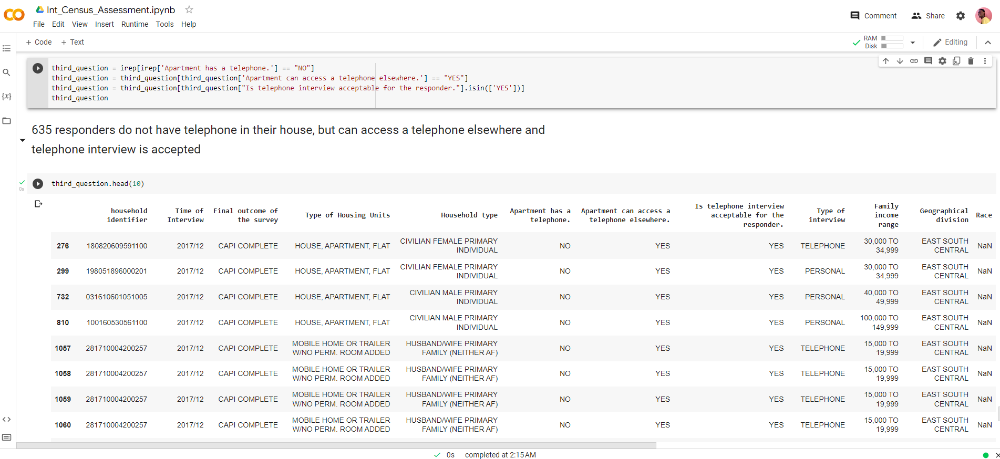 Int_Census_Assessment.ipynb
File Edit View Insert Runtime Tools Help
Comment Share
+ Code + Text
RAM
Disk
Editing
third_question = irep[irep['Apartment has a telephone.'] == "NO"]
third_question = third_question[third_question['Apartment can access a telephone elsewhere.'] == "YES"]
third_question = third_question[third_question["Is telephone interview acceptable for the responder."].isin(['YES'])]
third_question
{x}
635 responders do not have telephone in their house, but can access a telephone elsewhere and
telephone interview is accepted
0s
third_question.head(10)
household identifier Time of Interview Final outcome of the survey Type of Housing Units Household type Apartment has a telephone. Apartment can access a telephone elsewhere. Is telephone interview acceptable for the responder. Type of interview Family income range Geographical division Race
276 180820609591100 2017/12 CAPI COMPLETE HOUSE, APARTMENT, FLAT CIVILIAN FEMALE PRIMARY INDIVIDUAL NO YES YES TELEPHONE 30,000 TO 34,999 EAST SOUTH CENTRAL NaN
299 198051896000201 2017/12 CAPI COMPLETE HOUSE, APARTMENT, FLAT CIVILIAN FEMALE PRIMARY INDIVIDUAL NO YES YES PERSONAL 30,000 TO 34,999 EAST SOUTH CENTRAL NaN
732 031610601051005 2017/12 CAPI COMPLETE HOUSE, APARTMENT, FLAT CIVILIAN MALE PRIMARY INDIVIDUAL NO YES YES PERSONAL 40,000 TO 49,999 EAST SOUTH CENTRAL NaN
810 100160530561100 2017/12 CAPI COMPLETE HOUSE, APARTMENT, FLAT CIVILIAN MALE PRIMARY INDIVIDUAL NO YES YES PERSONAL 100,000 TO 149,999 EAST SOUTH CENTRAL NaN
1057 281710004200257 2017/12 CAPI COMPLETE MOBILE HOME OR TRAILER W/NO PERM. ROOM ADDED HUSBAND/WIFE PRIMARY FAMILY (NEITHER AF) NO YES YES TELEPHONE 15,000 TO 19,999 EAST SOUTH CENTRAL NaN
1058 281710004200257 2017/12 CAPI COMPLETE MOBILE HOME OR TRAILER W/NO PERM. ROOM ADDED HUSBAND/WIFE PRIMARY FAMILY (NEITHER AF) NO YES YES TELEPHONE 15,000 TO 19,999 EAST SOUTH CENTRAL NaN
1059 281710004200257 2017/12 CAPI COMPLETE MOBILE HOME OR TRAILER W/NO PERM. ROOM ADDED HUSBAND/WIFE PRIMARY FAMILY (NEITHER AF) NO YES YES TELEPHONE 15,000 TO 19,999 EAST SOUTH CENTRAL NaN
1060 281710004200257 2017/12 CAPI COMPLETE MOBILE HOME OR TRAILER W/NO PERM. ROOM ADDED HUSBAND/WIFE PRIMARY FAMILY (NEITHER AF) NO YES YES TELEPHONE 15,000 TO 19,999 EAST SOUTH CENTRAL NaN
0s completed at 2:15 AM